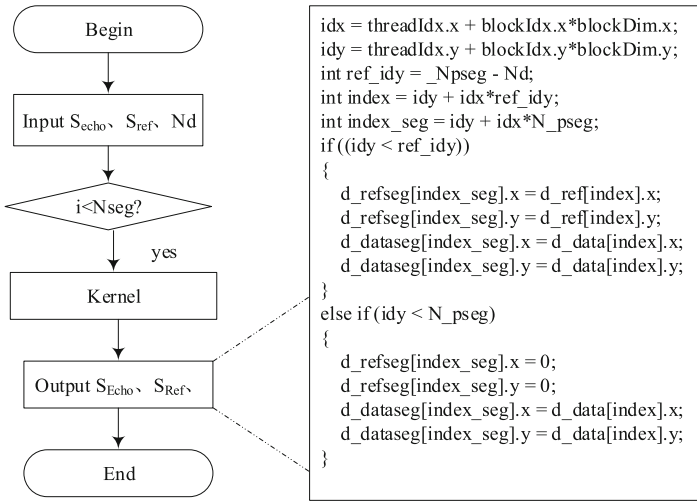 Begin
Input Secho、Sref、Nd
i<Nseg?
yes
Kernel
Output SEcho、SRef、
End
idx = threadIdx.x + blockIdx.x*blockDim.x;
idy = threadIdx.y + blockIdx.y*blockDim.y;
int ref_idy = _Npseg - Nd;
int index = idy + idx*ref_idy;
int index_seg = idy + idx*N_pseg;
if ((idy < ref_idy))
{
d_refseg[index_seg].x = d_ref[index].x;
d_refseg[index_seg].y = d_ref[index].y;
d_dataseg[index_seg].x = d_data[index].x;
d_dataseg[index_seg].y = d_data[index].y;
}
else if (idy < N_pseg)
{
d_refseg[index_seg].x = 0;
d_refseg[index_seg].y = 0;
d_dataseg[index_seg].x = d_data[index].x;
d_dataseg[index_seg].y = d_data[index].y;
}